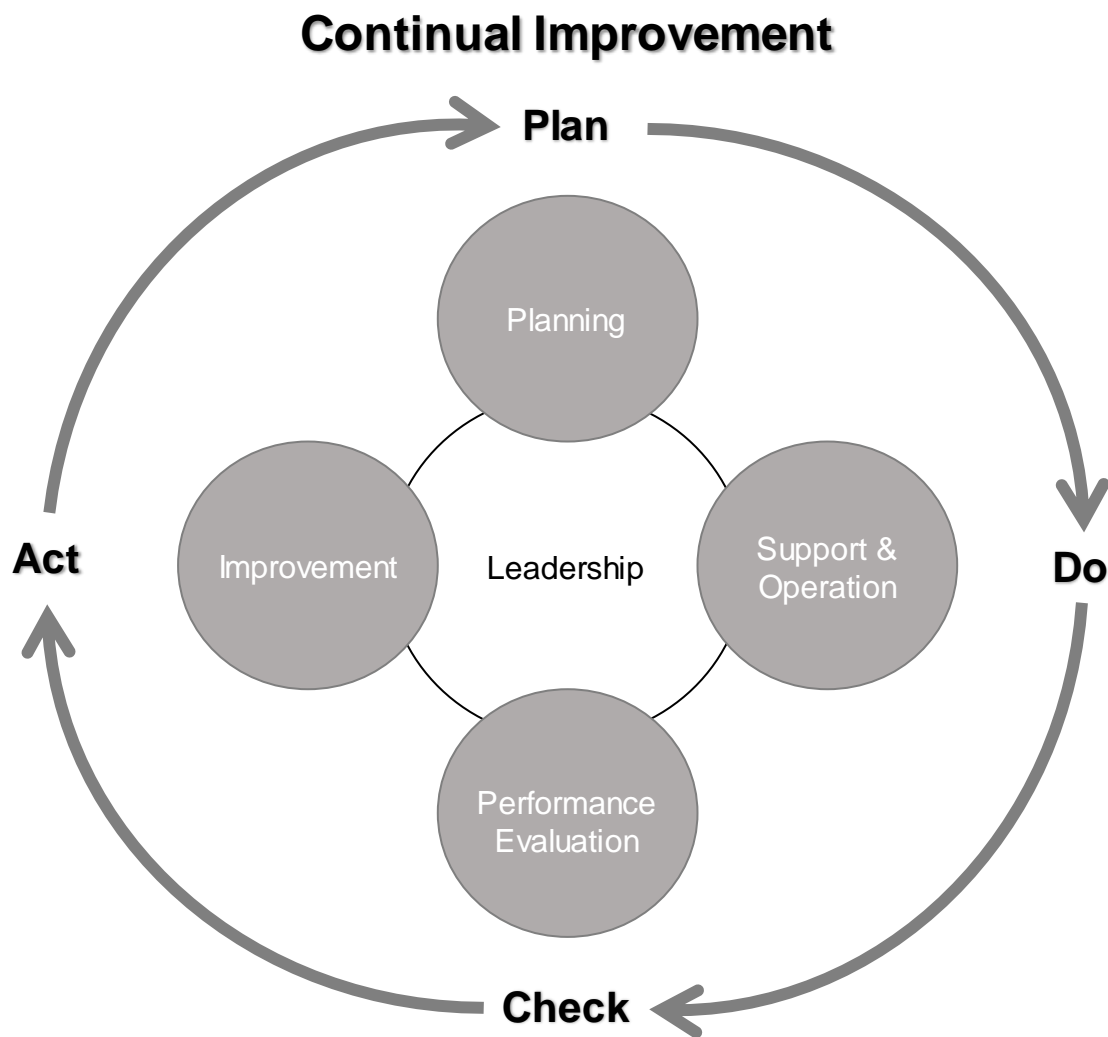 Continual Improvement
Plan
Planning
Act
Improvement
Leadership
Support &
Operation
Do
Performance
Evaluation
Check